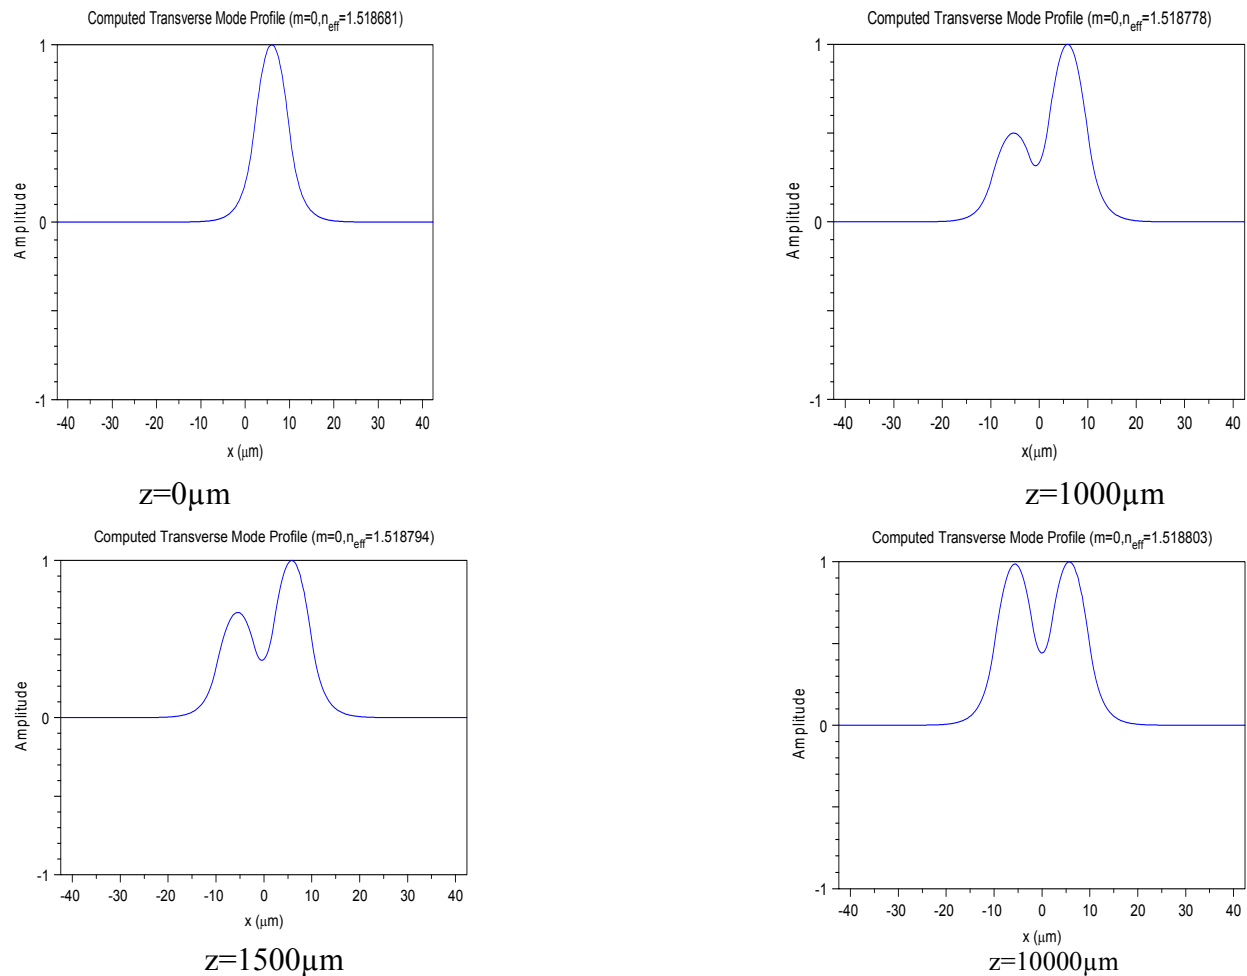 Computed Transverse Mode Profile (m=0,neff=1.518681)
1
0
-1
Amplitude
-40 -30 -20 -10 0 10 20 30 40
x (μm)
z=0μm
Computed Transverse Mode Profile (m=0,neff=1.518778)
1
0
-1
Amplitude
-40 -30 -20 -10 0 10 20 30 40
x(μm)
z=1000μm
Computed Transverse Mode Profile (m=0,neff=1.518794)
1
0
-1
Amplitude
-40 -30 -20 -10 0 10 20 30 40
x (μm)
z=1500μm
Computed Transverse Mode Profile (m=0,neff=1.518803)
1
0
-1
Amplitude
-40 -30 -20 -10 0 10 20 30 40
x (μm)
z=10000μm